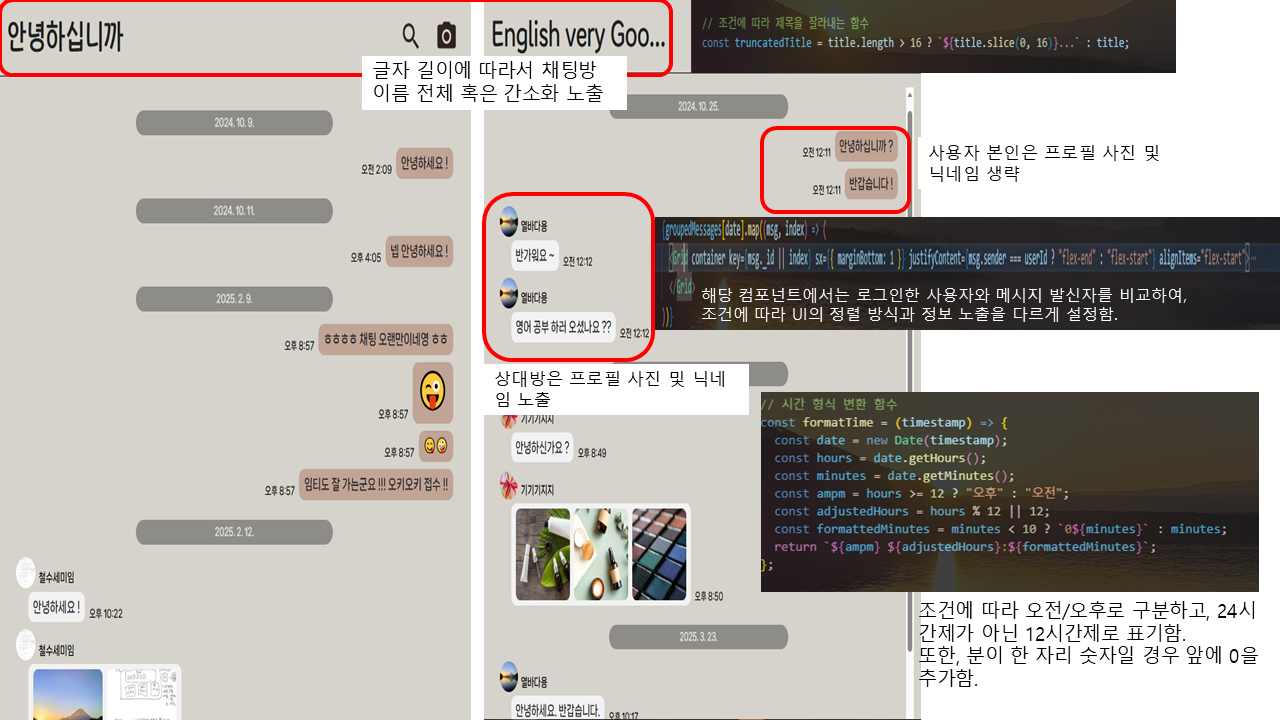 안녕하십니까
글자 길이에 따라서 채팅방
이름 전체 혹은 간소화 노출
2024. 10. 9.
안녕하세요 !
오전 2:09
2024. 10. 11.
넵 안녕하세요 !
오후 4:05
2025. 2. 9.
ㅎㅎㅎㅎ 채팅 오랜만이네영 ㅎㅎ
오후 8:57
오후 8:57
오후 8:57
임티도 잘 가는군요 !!! 오키오키 접수 !!
오후 8:57
2025. 2. 12.
철수세미임
안녕하세요 !
오후 10:22
철수세미임
English very Goo...
// 조건에 따라 제목을 잘라내는 함수
const truncatedTitle = title.length > 16 ? `${title.slice(0, 16)}...` : title;
2024. 10. 25.
안녕하십니까 ?
오전 12:11
반갑습니다 !
오전 12:11
사용자 본인은 프로필 사진 및
닉네임 생략
열바다용
반가워요 ~
오전 12:12
열바다용
영어 공부 하러 오셨나요 ??
오전 12:12
{groupedMessages[date].map((msg, index) => (
<Grid container key={msg._id || index} sx={{ marginBottom: 1 }} justifyContent={msg.sender === userId ? "flex-end" : "flex-start"} alignItems="flex-start">…
</Grid>
))}
해당 컴포넌트에서는 로그인한 사용자와 메시지 발신자를 비교하여,
조건에 따라 UI의 정렬 방식과 정보 노출을 다르게 설정함.
상대방은 프로필 사진 및 닉네
임 노출
기기기지지
안녕하신가요 ?
오후 8:49
기기기지지
오후 8:50
2025. 3. 23.
열바다용
안녕하세요. 반갑습니다.
오후 10:17
// 시간 형식 변환 함수
const formatTime = (timestamp) => {
const date = new Date(timestamp);
const hours = date.getHours();
const minutes = date.getMinutes();
const ampm = hours >= 12 ? "오후" : "오전";
const adjustedHours = hours % 12 || 12;
const formattedMinutes = minutes < 10 ? `0${minutes}` : minutes;
return `${ampm} ${adjustedHours}:${formattedMinutes}`;
};
조건에 따라 오전/오후로 구분하고, 24시
간제가 아닌 12시간제로 표기함.
또한, 분이 한 자리 숫자일 경우 앞에 0을
추가함.